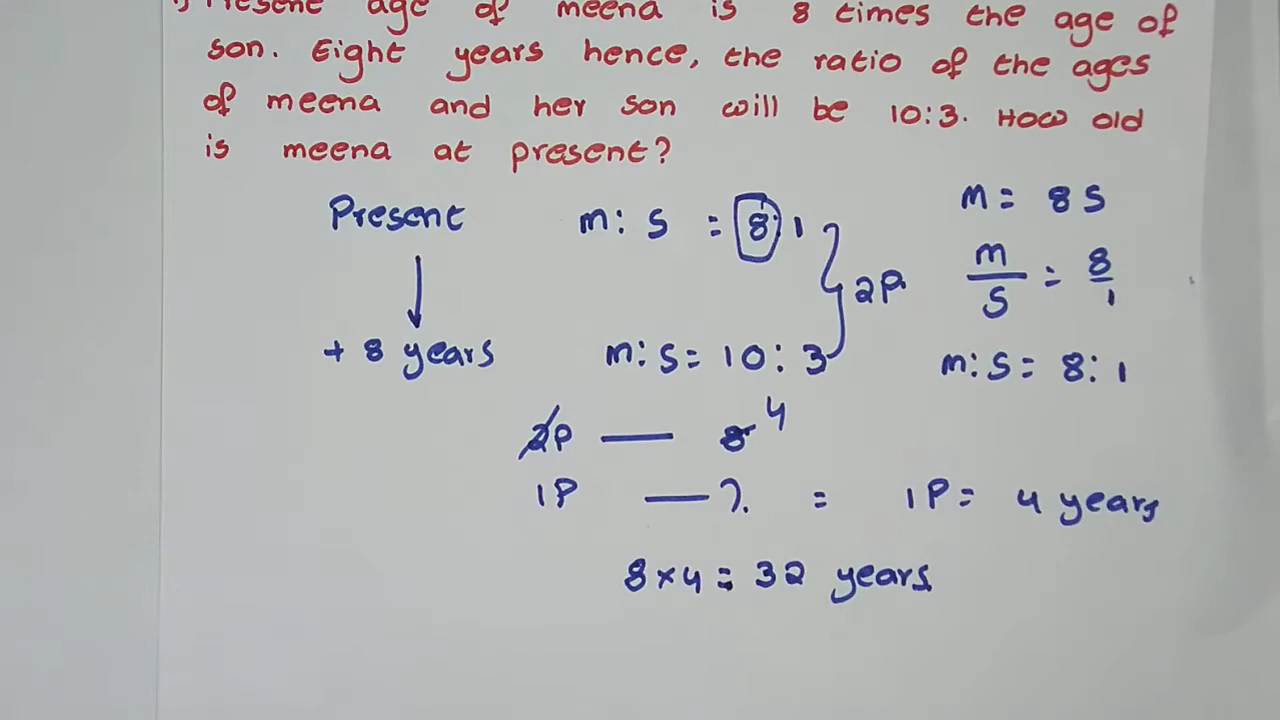 1) Present age of meena is 8 times the age of
son. Eight years hence, the ratio of the ages
of meena and her son will be 10:3. How old
is meena at present?
Present m: s = 8:1 m= 8s
2P m/s = 8/1
+ 8 years m:s= 10:3 m:s= 8:1
2P — 8 4
1P — ?. = 1P= 4 years
8×4= 32 years